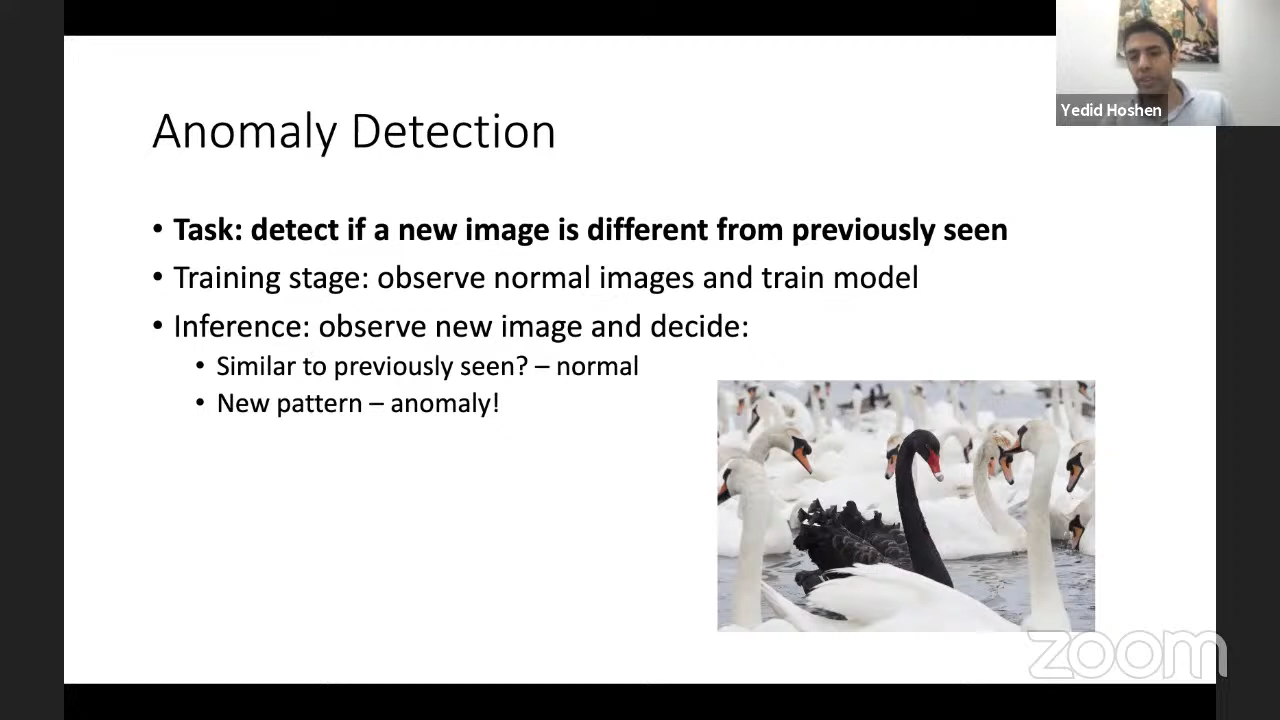 Yedid Hoshen
Anomaly Detection
• Task: detect if a new image is different from previously seen
• Training stage: observe normal images and train model
• Inference: observe new image and decide:
• Similar to previously seen? – normal
• New pattern – anomaly!
zoom